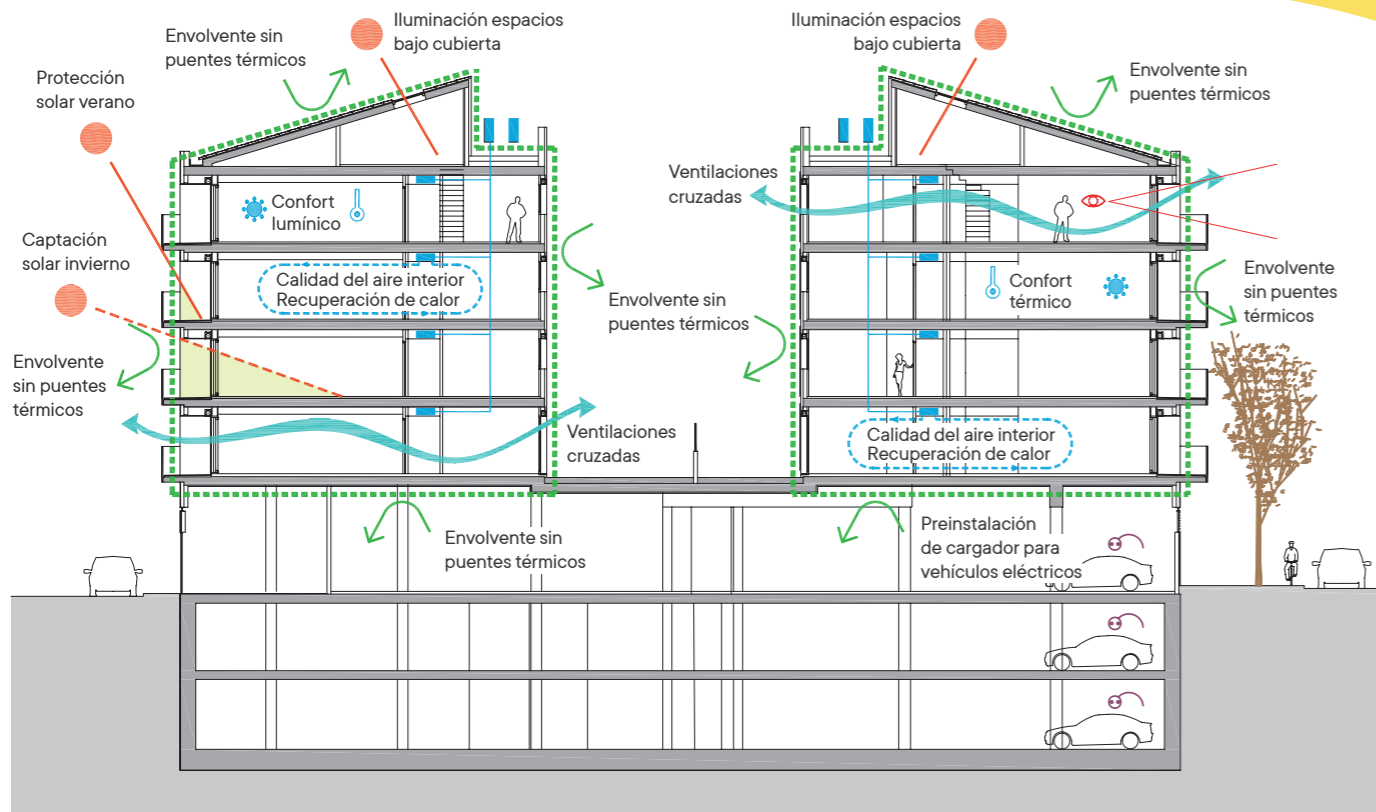 Iluminación espacios
bajo cubierta
Envolvente sin
puentes térmicos
Protección
solar verano
Iluminación espacios
bajo cubierta
Envolvente sin
puentes térmicos
Ventilaciones
cruzadas
Confort
lumínico
Captación
solar invierno
Calidad del aire interior
Recuperación de calor
Envolvente sin
puentes térmicos
Confort
térmico
Envolvente
sin puentes
térmicos
Envolvente
sin puentes
térmicos
Ventilaciones
cruzadas
Calidad del aire interior
Recuperación de calor
Envolvente sin
puentes térmicos
Preinstalación
de cargador para
vehículos eléctricos